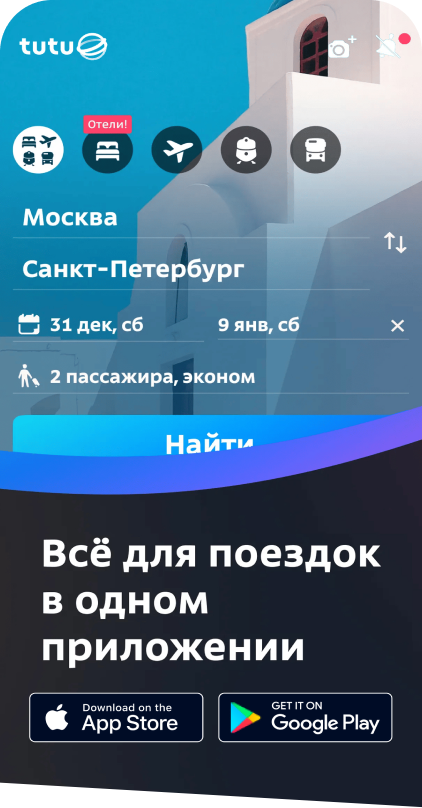 tutu
Отели!
Москва
Санкт-Петербург
31 дек, сб
9 янв, сб
2 пассажира, эконом
Найти
Всё для поездок
в одном
приложении
Download on the
App Store
GET IT ON
Google Play